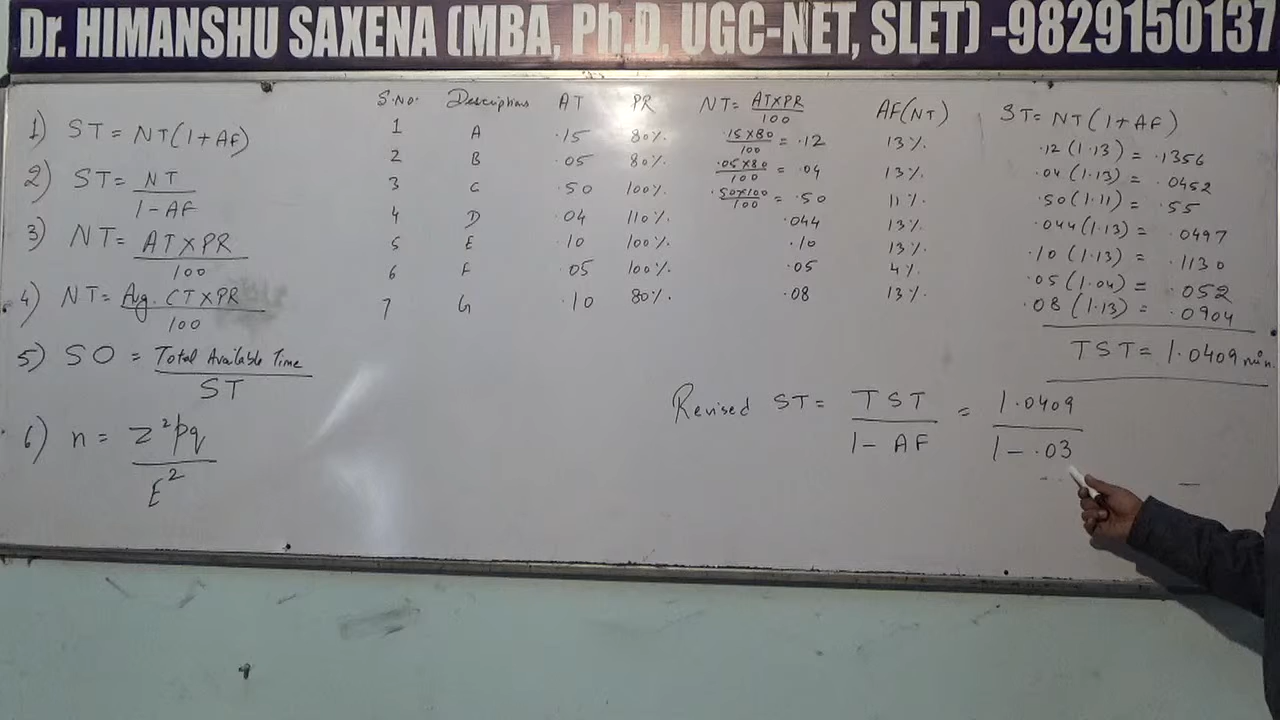 Dr. HIMANSHU SAXENA (MBA, Ph.D, UGC-NET, SLET) -9829150137
1) ST = NT(1+AF)
2) ST = NT / 1-AF
3) NT = AT×PR / 100
4) NT = Avg. CT×PR / 100
5) SO = Total Available Time / ST
6) n = Z²pq / E²
S.No. Descriptions AT PR NT= AT×PR / 100 AF(NT) ST= NT(1+AF)
1 A .15 80% .15×80 / 100 = .12 13% .12(1.13) = .1356
2 B .05 80% .05×80 / 100 = .04 13% .04(1.13) = .0452
3 C .50 100% .50×100 / 100 = .50 11% .50(1.11) = .55
4 D .04 110% .044 13% .044(1.13) = .0497
5 E .10 100% .10 13% .10(1.13) = .1130
6 F .05 100% .05 4% .05(1.04) = .052
7 G .10 80% .08 13% .08(1.13) = .0904
TST = 1.0409 min.
Revised ST = TST / 1-AF = 1.0409 / 1-.03